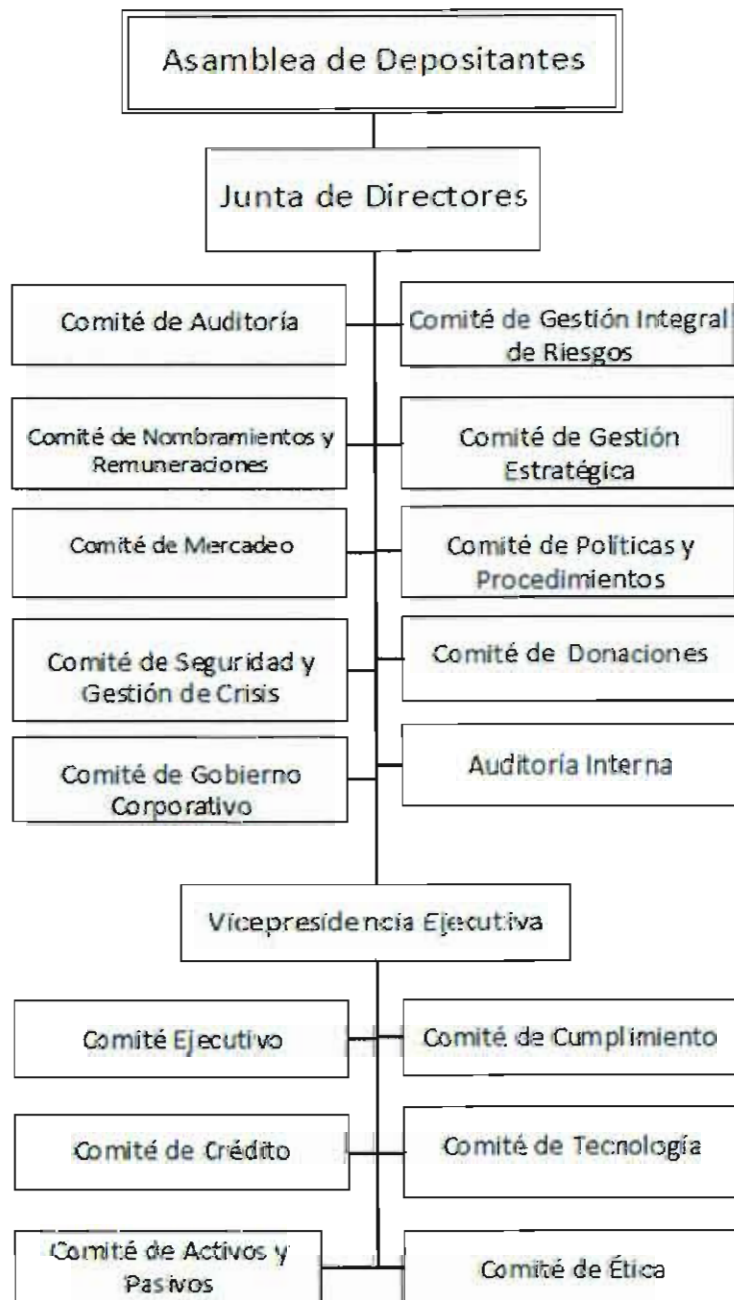 Asamblea de Depositantes
Junta de Directores
Comité de Auditoría
Comité de Gestión Integral
de Riesgos
Comité de Nombramientos y
Remuneraciones
Comité de Gestión
Estratégica
Comité de Mercadeo
Comité de Políticas y
Procedimientos
Comité de Seguridad y
Gestión de Crisis
Comité de Donaciones
Comité de Gobierno
Corporativo
Auditoría Interna
Vicepresidencia Ejecutiva
Comité Ejecutivo
Comité de Cumplimiento
Comité de Crédito
Comité de Tecnología
Comité de Activos y
Pasivos
Comité de Ética